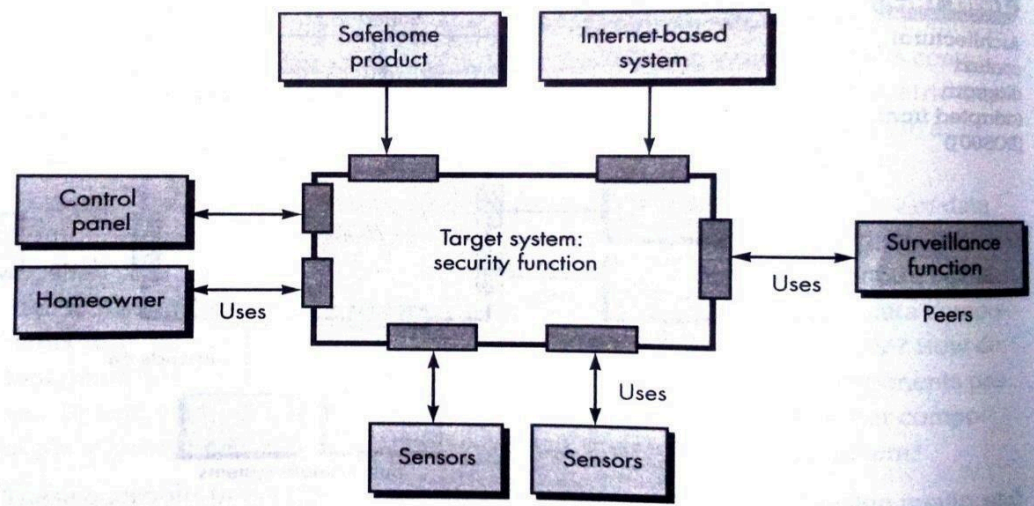 Safehome
product
Internet-based
system
Control
panel
Homeowner
Uses
Target system:
security function
Uses
Surveillance
function
Peers
Uses
Sensors
Sensors